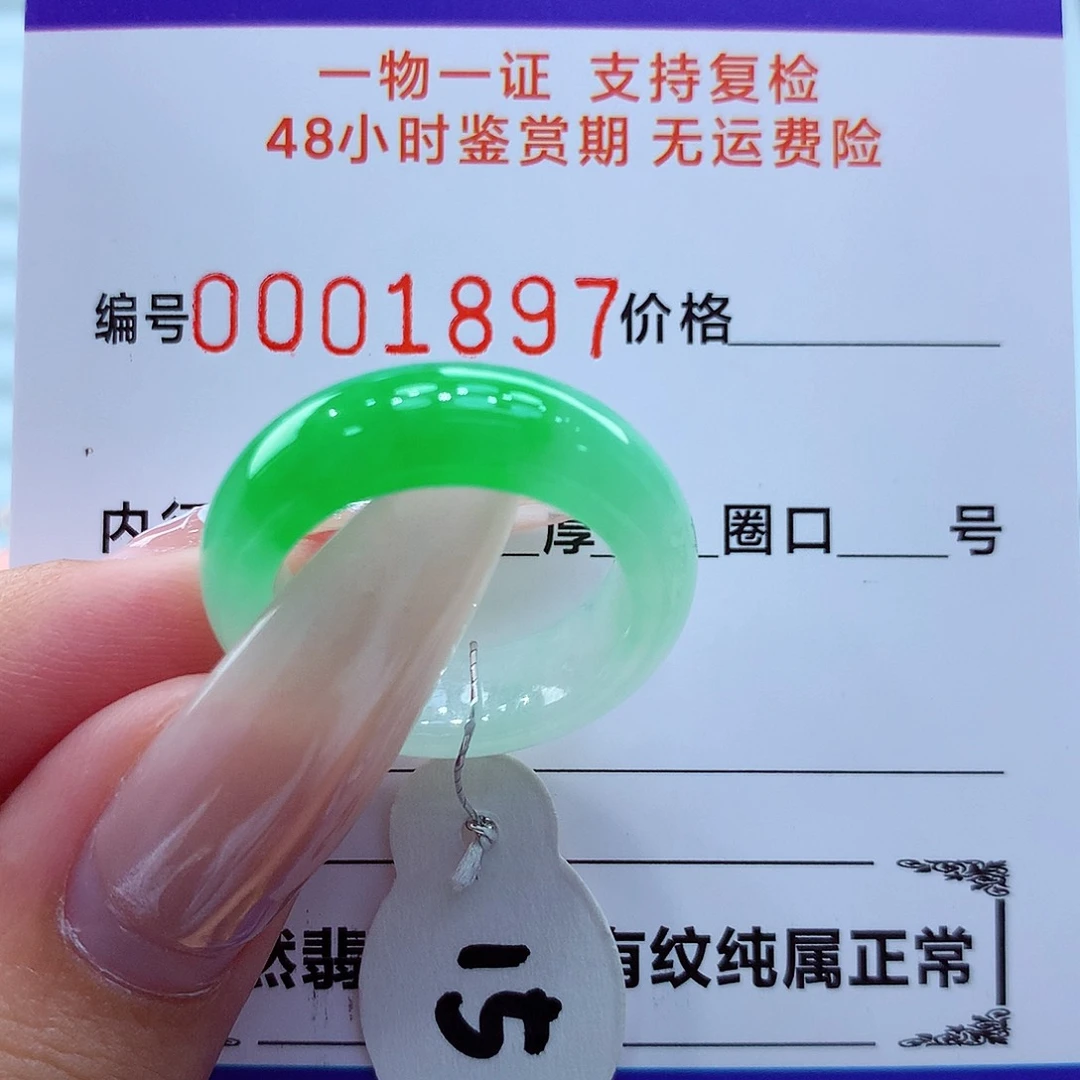 一物一证 支持复检
48小时鉴赏期 无运费险
编号0001897价格
内径 厚 圈口 号
然翡 有纹纯属正常
15